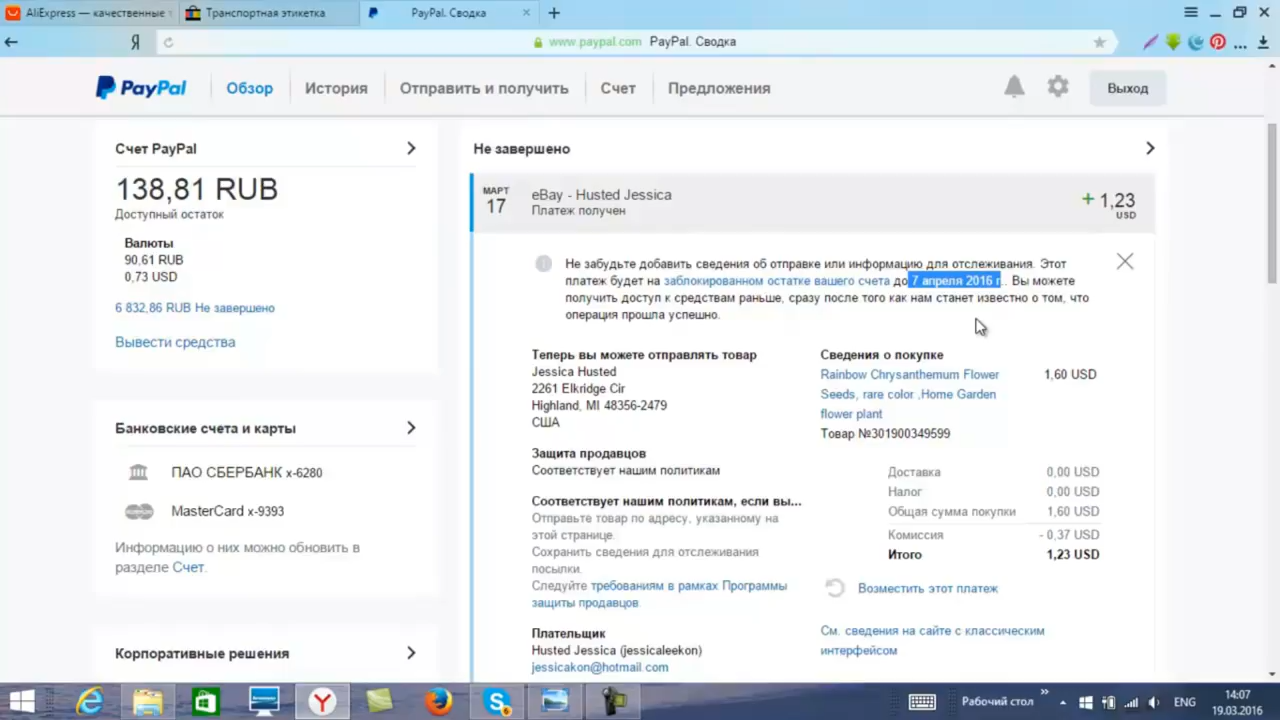 AliExpress — качественные
Транспортная этикетка
PayPal. Сводка
Я
www.paypal.com PayPal. Сводка
PayPal
Обзор
История
Отправить и получить
Счет
Предложения
Выход
Счет PayPal
138,81 RUB
Доступный остаток
Валюты
90,61 RUB
0,73 USD
6 832,86 RUB Не завершено
Вывести средства
Банковские счета и карты
ПАО СБЕРБАНК x-6280
MasterCard x-9393
Информацию о них можно обновить в
разделе Счет.
Корпоративные решения
Не завершено
МАРТ
17
eBay - Husted Jessica
Платеж получен
+ 1,23
USD
Не забудьте добавить сведения об отправке или информацию для отслеживания. Этот
платеж будет на заблокированном остатке вашего счета до 7 апреля 2016 г.. Вы можете
получить доступ к средствам раньше, сразу после того как нам станет известно о том, что
операция прошла успешно.
Теперь вы можете отправлять товар
Jessica Husted
2261 Elkridge Cir
Highland, MI 48356-2479
США
Защита продавцов
Соответствует нашим политикам
Соответствует нашим политикам, если вы...
Отправьте товар по адресу, указанному на
этой странице.
Сохранить сведения для отслеживания
посылки.
Следуйте требованиям в рамках Программы
защиты продавцов.
Плательщик
Husted Jessica (jessicaleekon)
jessicakon@hotmail.com
Сведения о покупке
Rainbow Chrysanthemum Flower 1,60 USD
Seeds, rare color ,Home Garden
flower plant
Товар №301900349599
Доставка 0,00 USD
Налог 0,00 USD
Общая сумма покупки 1,60 USD
Комиссия - 0,37 USD
Итого 1,23 USD
Возместить этот платеж
См. сведения на сайте с классическим
интерфейсом
Рабочий стол
ENG
14:07
19.03.2016